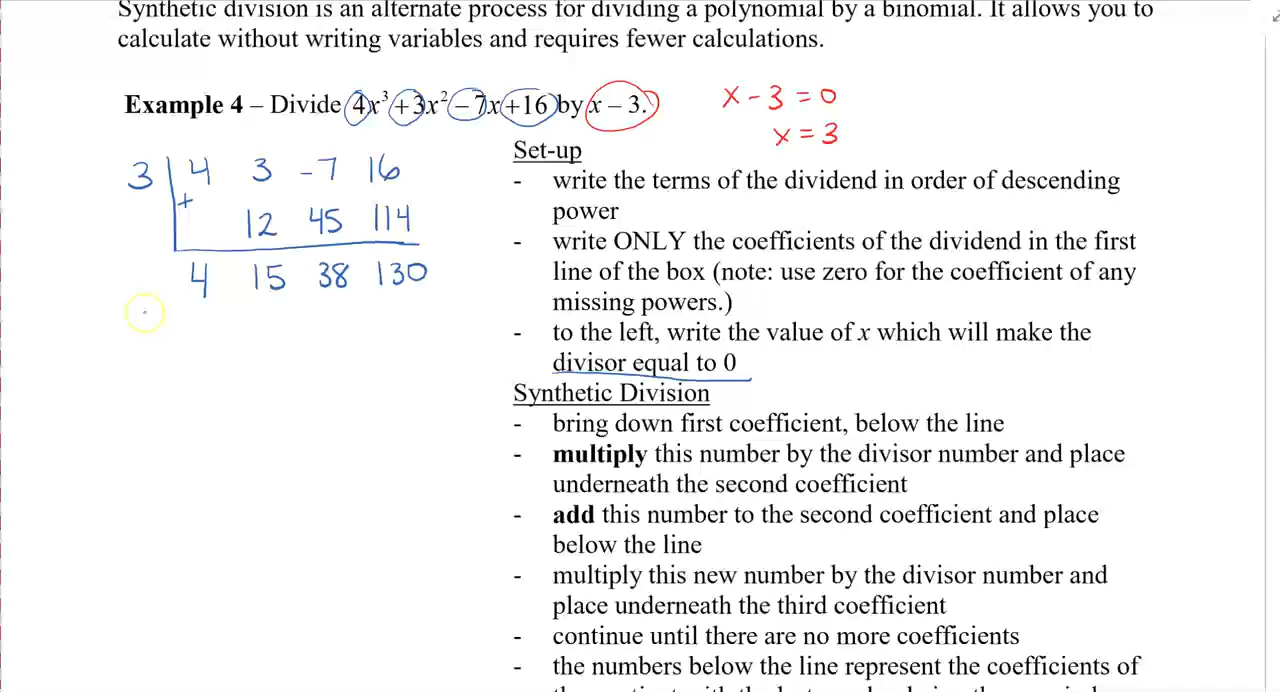 Synthetic division is an alternate process for dividing a polynomial by a binomial. It allows you to
calculate without writing variables and requires fewer calculations.
Example 4 – Divide 4x³ + 3x² – 7x + 16 by x – 3.
x - 3 = 0
x = 3
3 | 4 3 -7 16
+ 12 45 114
4 15 38 130
Set-up
- write the terms of the dividend in order of descending
power
- write ONLY the coefficients of the dividend in the first
line of the box (note: use zero for the coefficient of any
missing powers.)
- to the left, write the value of x which will make the
divisor equal to 0
Synthetic Division
- bring down first coefficient, below the line
- multiply this number by the divisor number and place
underneath the second coefficient
- add this number to the second coefficient and place
below the line
- multiply this new number by the divisor number and
place underneath the third coefficient
- continue until there are no more coefficients
- the numbers below the line represent the coefficients of